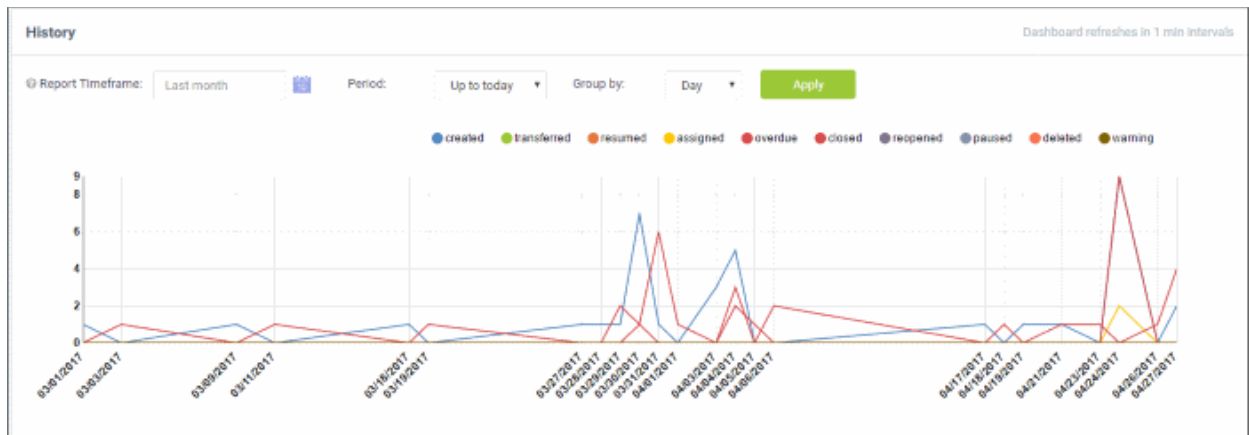 History
Dashboard refreshes in 1 min intervals
Report Timeframe: Last month Period: Up to today Group by: Day Apply
created transferred resumed assigned overdue closed reopened paused deleted warning
9
8
6
4
2
0
03/01/2017 03/03/2017 03/09/2017 03/11/2017 03/18/2017 03/19/2017 03/27/2017 03/28/2017 03/29/2017 03/30/2017 03/31/2017 04/01/2017 04/03/2017 04/04/2017 04/05/2017 04/06/2017 04/17/2017 04/18/2017 04/19/2017 04/21/2017 04/23/2017 04/24/2017 04/26/2017 04/27/2017